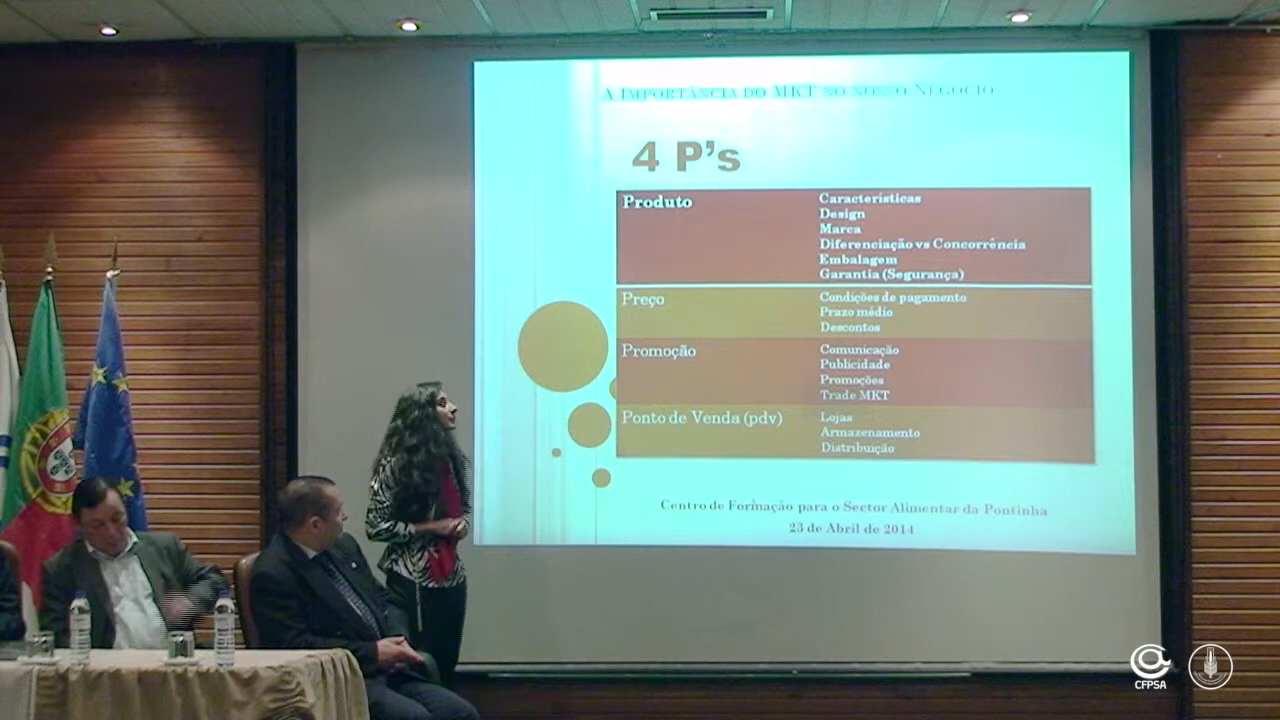 A IMPORTÂNCIA DO MKT NO NOSSO NEGÓCIO
4 P's
Produto
Características
Design
Marca
Diferenciação vs Concorrência
Embalagem
Garantia (Segurança)
Preço
Condições de pagamento
Prazo médio
Descontos
Promoção
Comunicação
Publicidade
Promoções
Trade MKT
Ponto de Venda (pdv)
Lojas
Armazenamento
Distribuição
Centro de Formação para o Sector Alimentar da Pontinha
23 de Abril de 2014
CFPSA